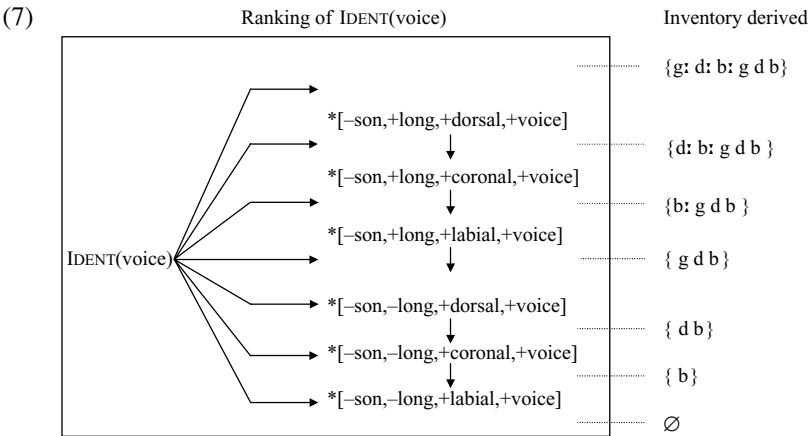 (7) Ranking of IDENT(voice) Inventory derived
{gː dː bː g d b}
*[–son,+long,+dorsal,+voice]
{dː bː g d b }
*[–son,+long,+coronal,+voice]
{bː g d b }
*[–son,+long,+labial,+voice]
IDENT(voice) { g d b}
*[–son,–long,+dorsal,+voice]
{ d b}
*[–son,–long,+coronal,+voice]
{ b}
*[–son,–long,+labial,+voice]
∅